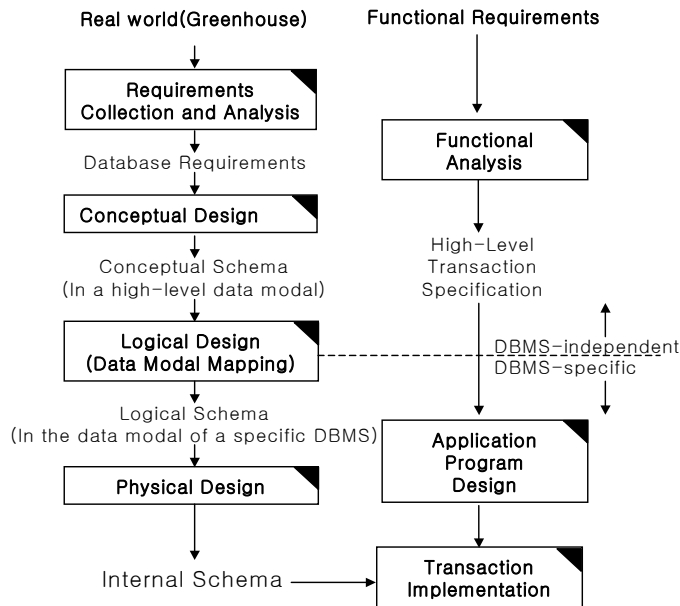 Real world(Greenhouse)
Requirements
Collection and Analysis
Database Requirements
Conceptual Design
Conceptual Schema
(In a high-level data modal)
Logical Design
(Data Modal Mapping)
Logical Schema
(In the data modal of a specific DBMS)
Physical Design
Internal Schema
Functional Requirements
Functional
Analysis
High-Level
Transaction
Specification
DBMS-independent
DBMS-specific
Application
Program
Design
Transaction
Implementation